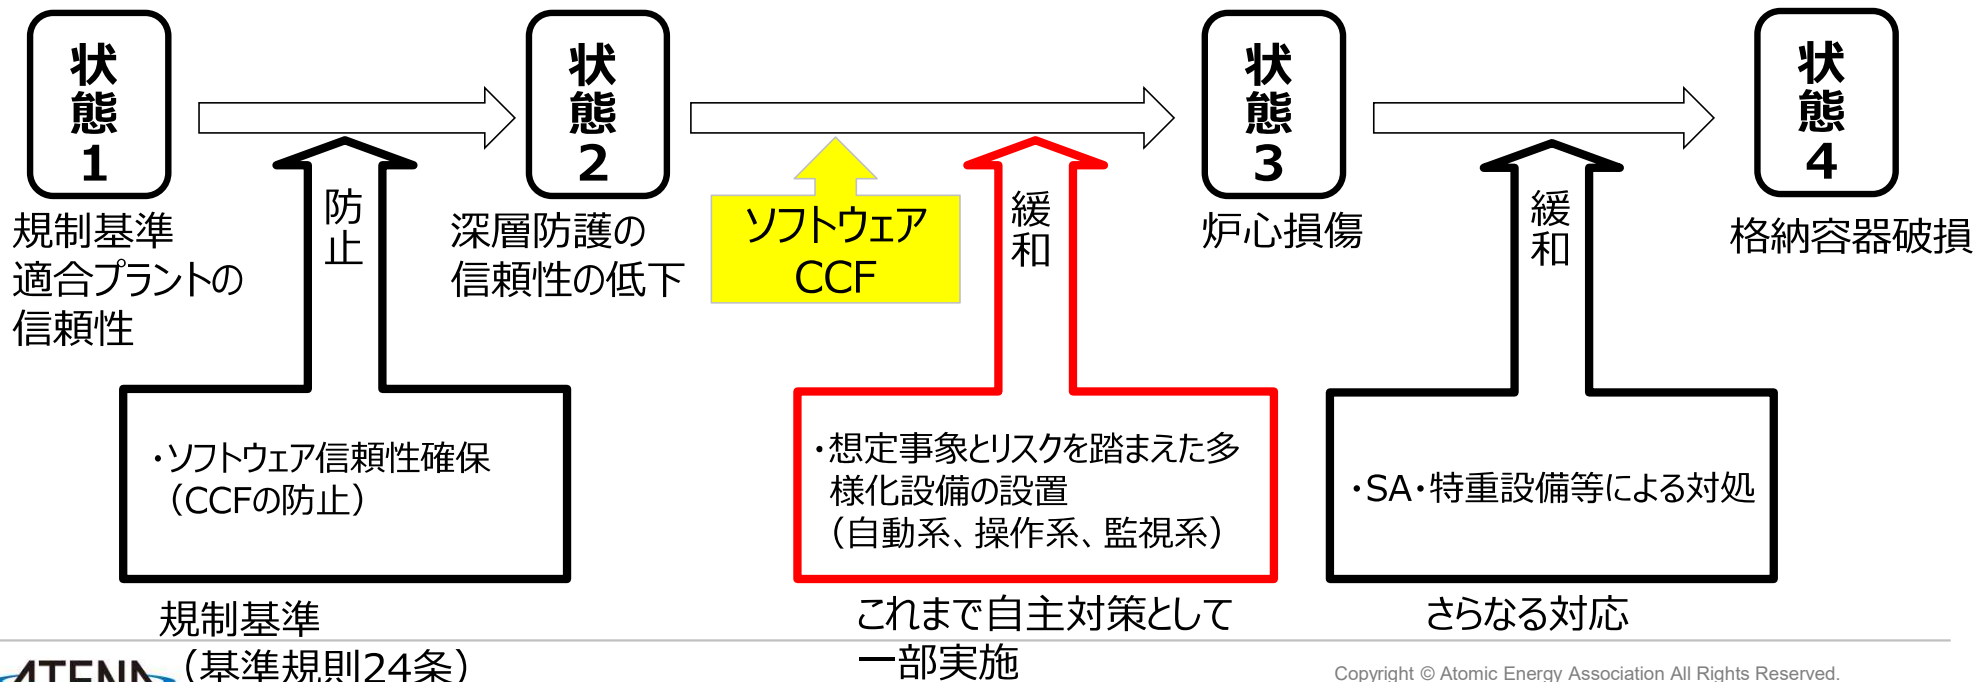 状態1
状態2
状態3
状態4
規制基準
適合プラントの
信頼性
防止
深層防護の
信頼性の低下
ソフトウェア
CCF
緩和
炉心損傷
緩和
格納容器破損
・ソフトウェア信頼性確保
（CCFの防止）
・想定事象とリスクを踏まえた多
様化設備の設置
（自動系、操作系、監視系）
・SA・特重設備等による対処
規制基準
（基準規則24条）
これまで自主対策として
一部実施
さらなる対応
ATENA
Copyright © Atomic Energy Association All Rights Reserved.